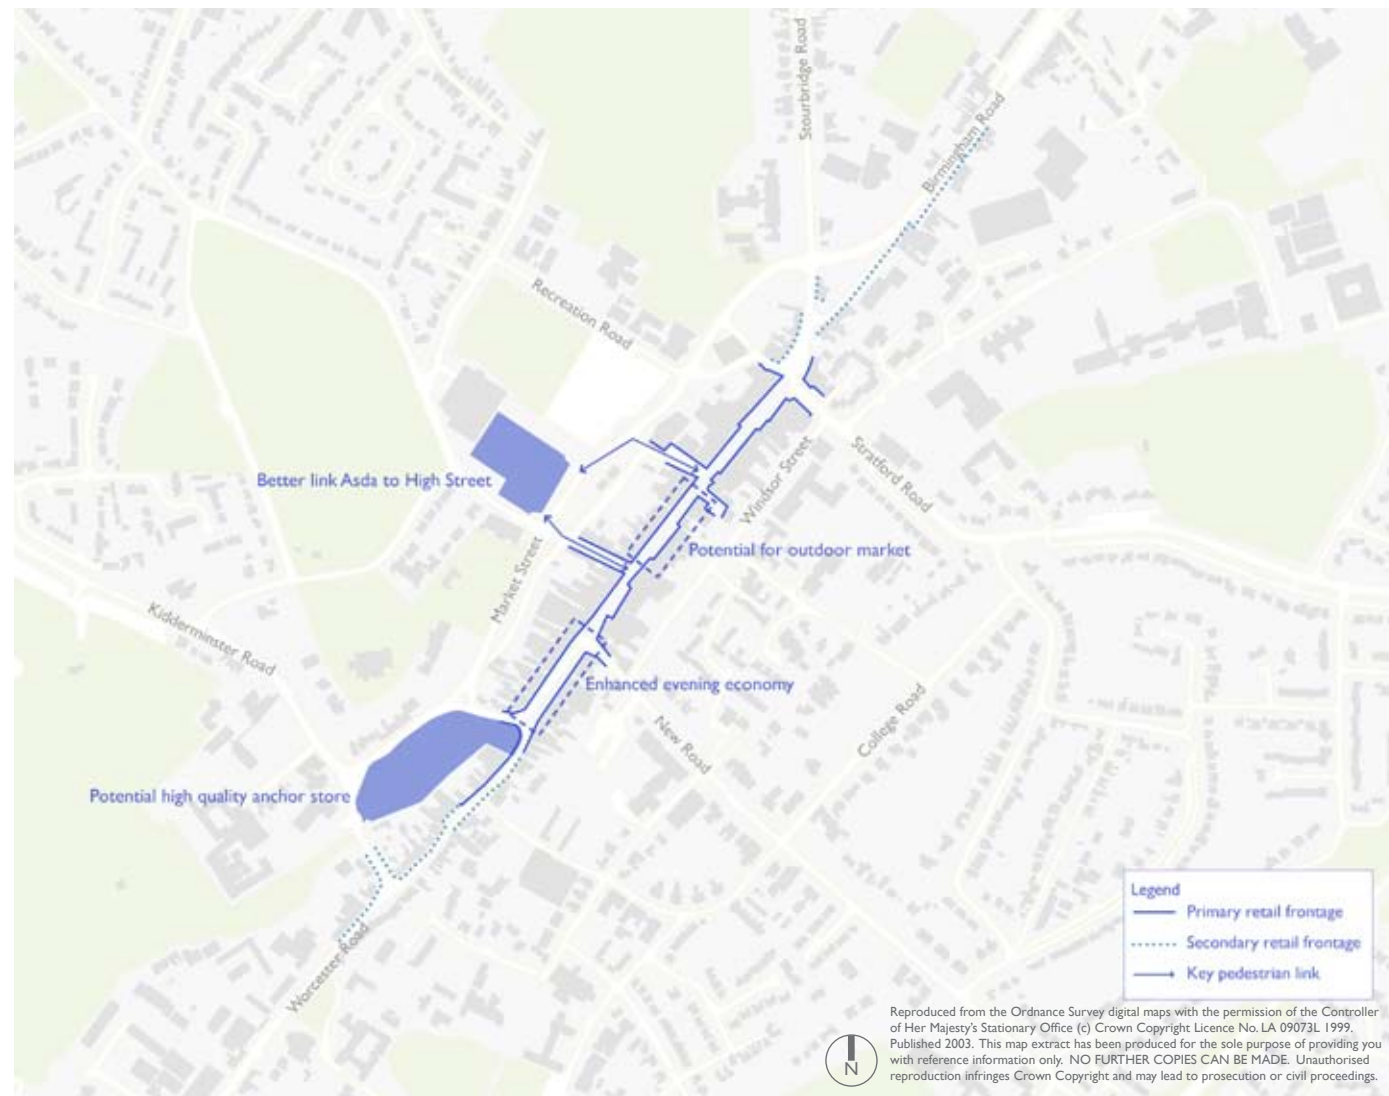 Stourbridge Road
Birmingham Road
Recreation Road
Better link Asda to High Street
Windsor Street
Stratford Road
Potential for outdoor market
Market Street
Kidderminster Road
Enhanced evening economy
College Road
New Road
Potential high quality anchor store
Worcester Road
Legend
Primary retail frontage
Secondary retail frontage
Key pedestrian link
N
Reproduced from the Ordnance Survey digital maps with the permission of the Controller
of Her Majesty's Stationary Office (c) Crown Copyright Licence No. LA 09073L 1999.
Published 2003. This map extract has been produced for the sole purpose of providing you
with reference information only. NO FURTHER COPIES CAN BE MADE. Unauthorised
reproduction infringes Crown Copyright and may lead to prosecution or civil proceedings.